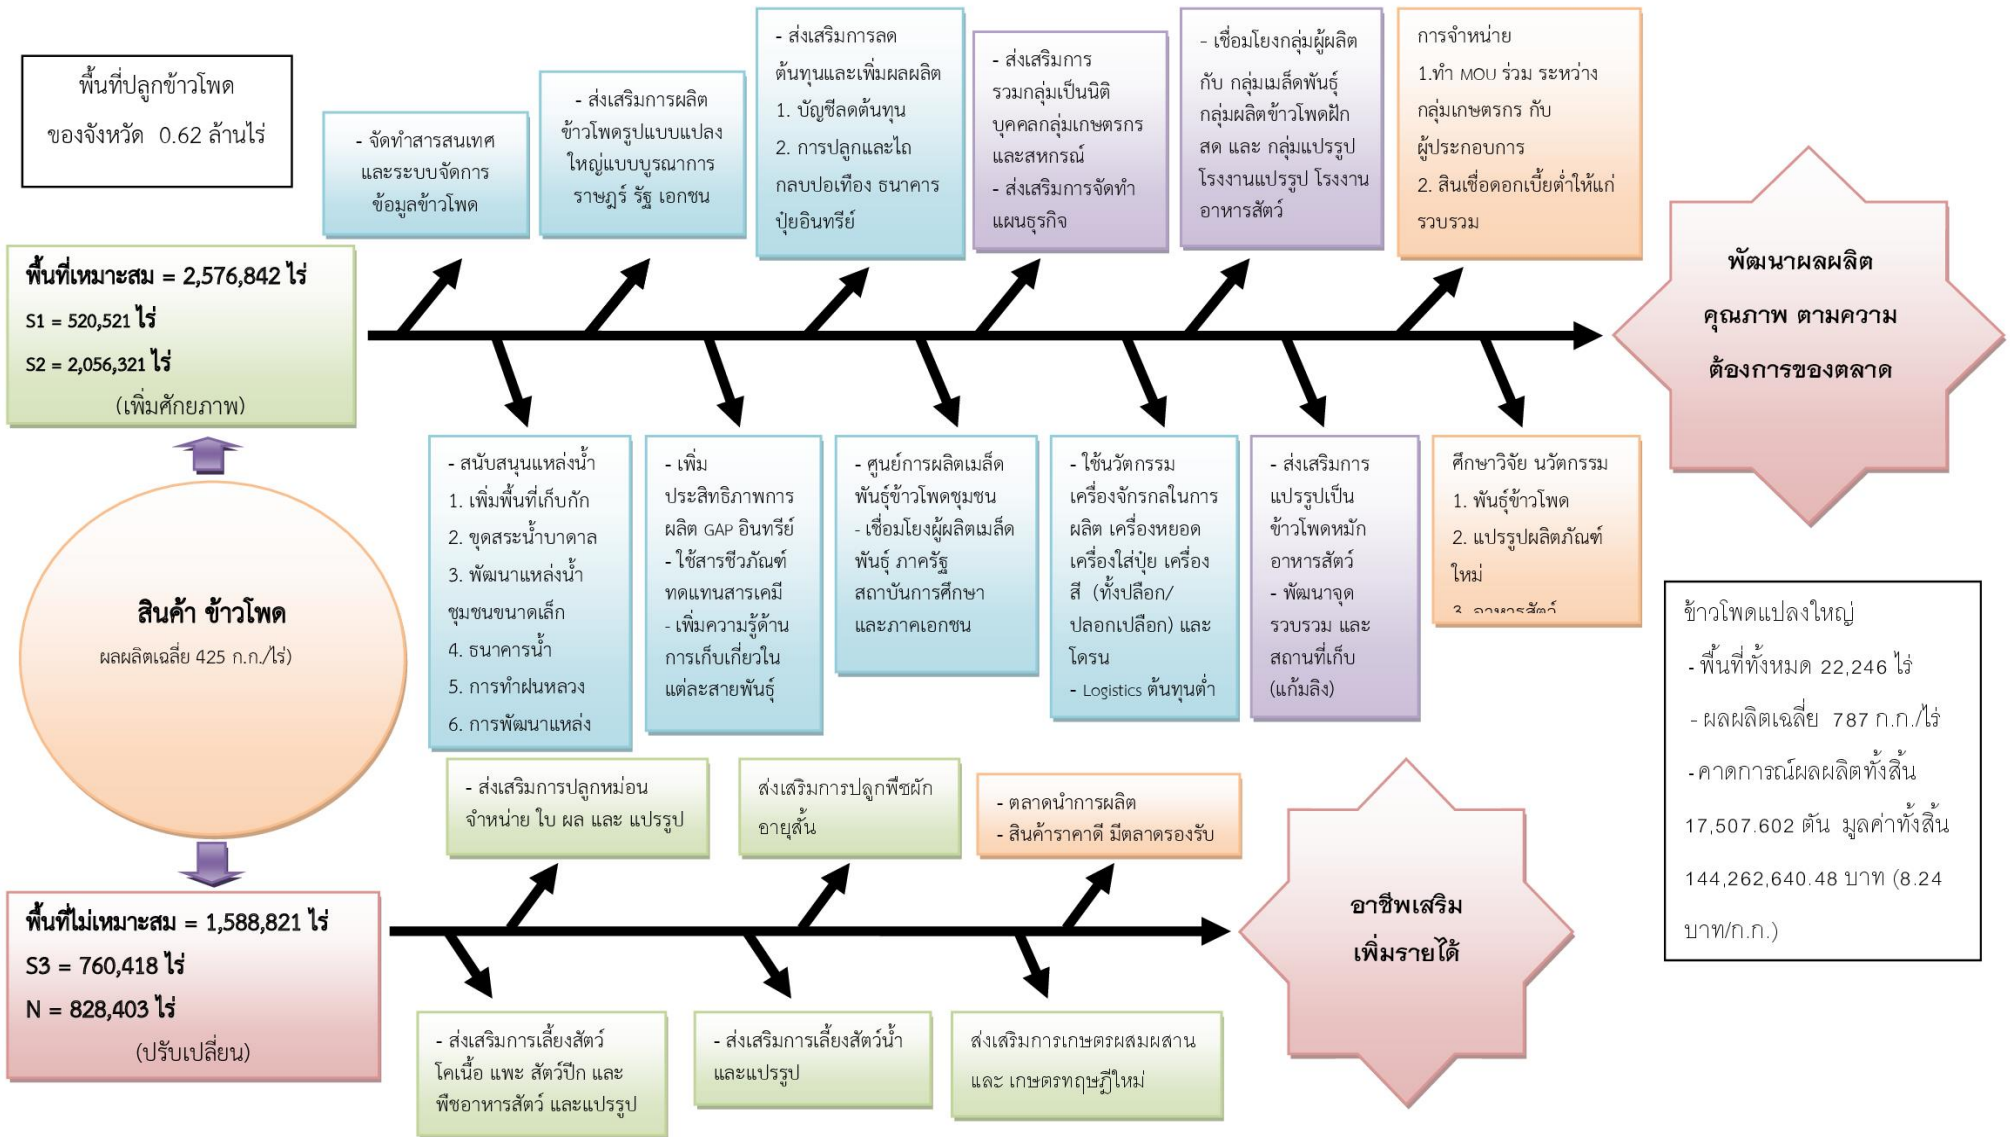 พื้นที่ปลูกข้าวโพด
ของจังหวัด 0.62 ล้านไร่
- จัดทำสารสนเทศ
และระบบจัดการ
ข้อมูลข้าวโพด
- ส่งเสริมการผลิต
ข้าวโพดรูปแบบแปลง
ใหญ่แบบบูรณาการ
ราษฎร์ รัฐ เอกชน
- ส่งเสริมการลด
ต้นทุนและเพิ่มผลผลิต
1. บัญชีลดต้นทุน
2. การปลูกและไถ
กลบปอเทือง ธนาคาร
ปุ๋ยอินทรีย์
- ส่งเสริมการ
รวมกลุ่มเป็นนิติ
บุคคลกลุ่มเกษตรกร
และสหกรณ์
- ส่งเสริมการจัดทำ
แผนธุรกิจ
- เชื่อมโยงกลุ่มผู้ผลิต
กับ กลุ่มเมล็ดพันธุ์
กลุ่มผลิตข้าวโพดฝัก
สด และ กลุ่มแปรรูป
โรงงานแปรรูป โรงงาน
อาหารสัตว์
การจำหน่าย
1.ทำ MOU ร่วม ระหว่าง
กลุ่มเกษตรกร กับ
ผู้ประกอบการ
2. สินเชื่อดอกเบี้ยต่ำให้แก่
รวบรวม
พื้นที่เหมาะสม = 2,576,842 ไร่
S1 = 520,521 ไร่
S2 = 2,056,321 ไร่
(เพิ่มศักยภาพ)
พัฒนาผลผลิต
คุณภาพ ตามความ
ต้องการของตลาด
- สนับสนุนแหล่งน้ำ
1. เพิ่มพื้นที่เก็บกัก
2. ขุดสระน้ำบาดาล
3. พัฒนาแหล่งน้ำ
ชุมชนขนาดเล็ก
4. ธนาคารน้ำ
5. การทำฝนหลวง
6. การพัฒนาแหล่ง
- เพิ่ม
ประสิทธิภาพการ
ผลิต GAP อินทรีย์
- ใช้สารชีวภัณฑ์
ทดแทนสารเคมี
- เพิ่มความรู้ด้าน
การเก็บเกี่ยวใน
แต่ละสายพันธุ์
- ศูนย์การผลิตเมล็ด
พันธุ์ข้าวโพดชุมชน
- เชื่อมโยงผู้ผลิตเมล็ด
พันธุ์ ภาครัฐ
สถาบันการศึกษา
และภาคเอกชน
- ใช้นวัตกรรม
เครื่องจักรกลในการ
ผลิต เครื่องหยอด
เครื่องใส่ปุ๋ย เครื่อง
สี (ทั้งปลือก/
ปลอกเปลือก) และ
โดรน
- Logistics ต้นทุนต่ำ
- ส่งเสริมการ
แปรรูปเป็น
ข้าวโพดหมัก
อาหารสัตว์
- พัฒนาจุด
รวบรวม และ
สถานที่เก็บ
(แก้มลิง)
ศึกษาวิจัย นวัตกรรม
1. พันธุ์ข้าวโพด
2. แปรรูปผลิตภัณฑ์
ใหม่
3. อาหารสัตว์
สินค้า ข้าวโพด
ผลผลิตเฉลี่ย 425 ก.ก./ไร่)
ข้าวโพดแปลงใหญ่
- พื้นที่ทั้งหมด 22,246 ไร่
- ผลผลิตเฉลี่ย 787 ก.ก./ไร่
- คาดการณ์ผลผลิตทั้งสิ้น
17,507.602 ตัน มูลค่าทั้งสิ้น
144,262,640.48 บาท (8.24
บาท/ก.ก.)
- ส่งเสริมการปลูกหม่อน
จำหน่าย ใบ ผล และ แปรรูป
ส่งเสริมการปลูกพืชผัก
อายุสั้น
- ตลาดนำการผลิต
- สินค้าราคาดี มีตลาดรองรับ
พื้นที่ไม่เหมาะสม = 1,588,821 ไร่
S3 = 760,418 ไร่
N = 828,403 ไร่
(ปรับเปลี่ยน)
อาชีพเสริม
เพิ่มรายได้
- ส่งเสริมการเลี้ยงสัตว์
โคเนื้อ แพะ สัตว์ปีก และ
พืชอาหารสัตว์ และแปรรูป
- ส่งเสริมการเลี้ยงสัตว์น้ำ
และแปรรูป
ส่งเสริมการเกษตรผสมผสาน
และ เกษตรทฤษฎีใหม่